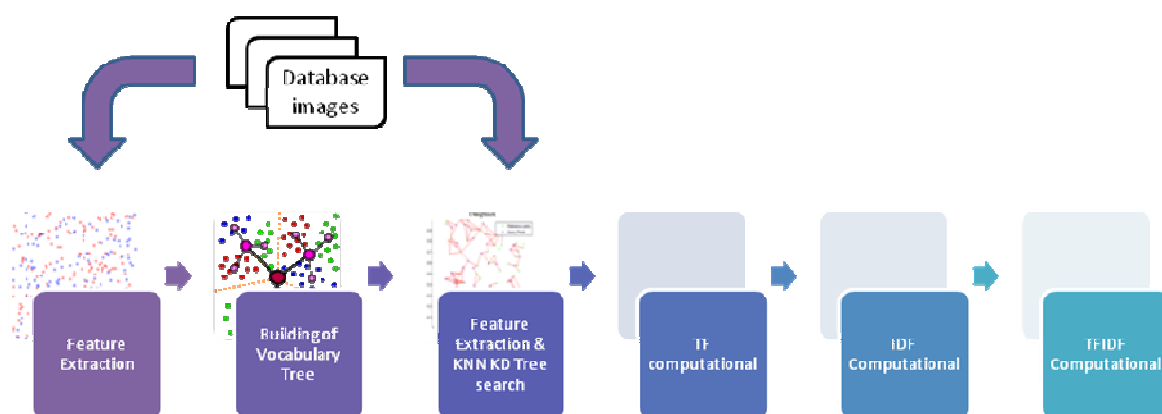 Database
images
Feature
Extraction
Building of
Vocabulary
Tree
Feature
Extraction &
KNN KD Tree
search
TF
computational
IDF
Computational
TFIDF
Computational